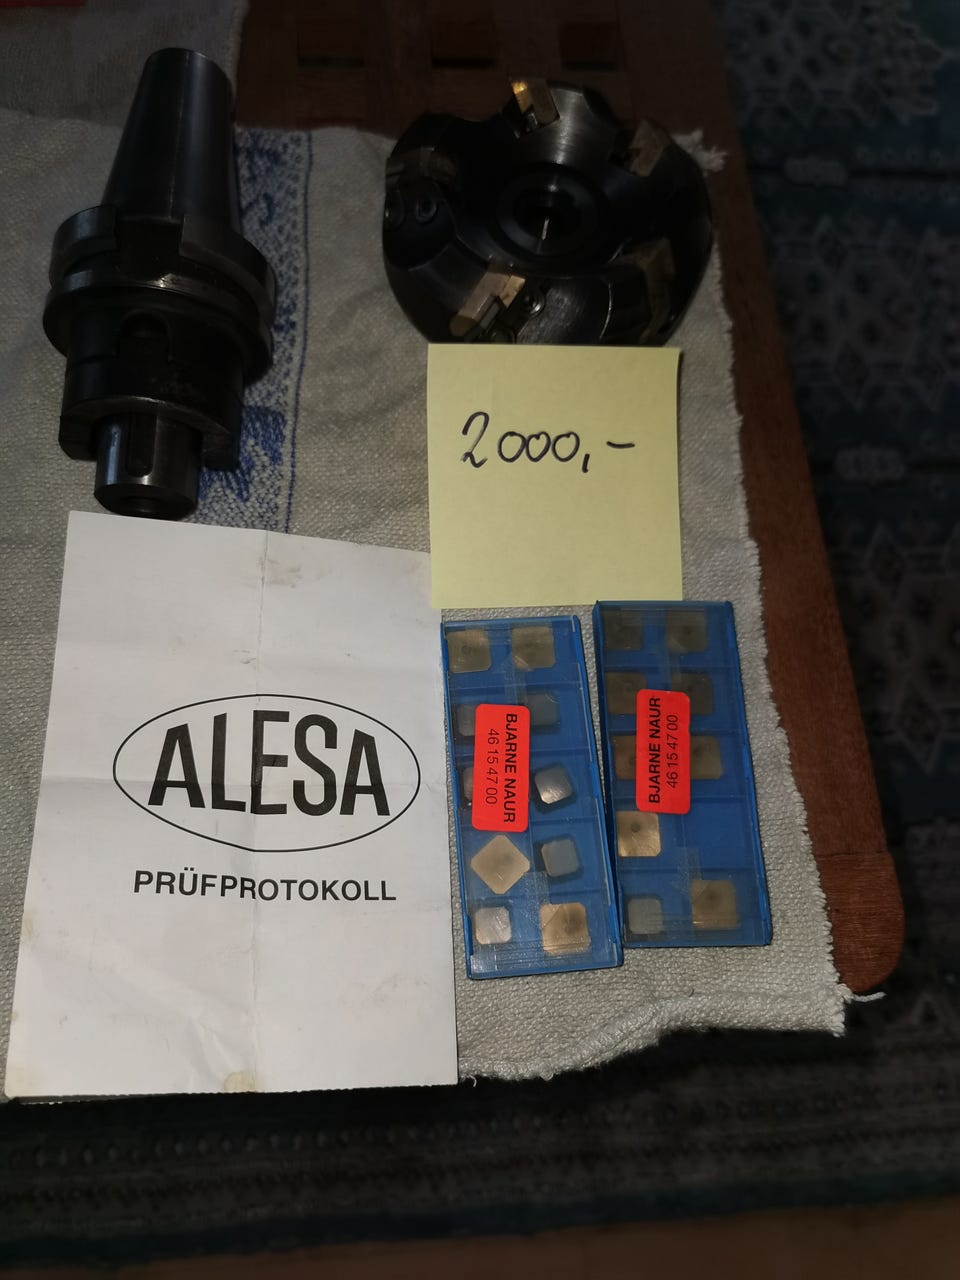 2000,-
ALESA
PRÜFPROTOKOLL
BJARNE NAUR
46 15 47 00
BJARNE NAUR
46 15 47 00